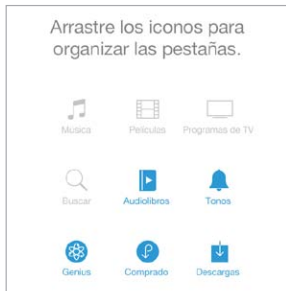 Arrastre los iconos para
organizar las pestañas.
Música Películas Programas de TV
Buscar Audiolibros Tonos
Genius Comprado Descargas